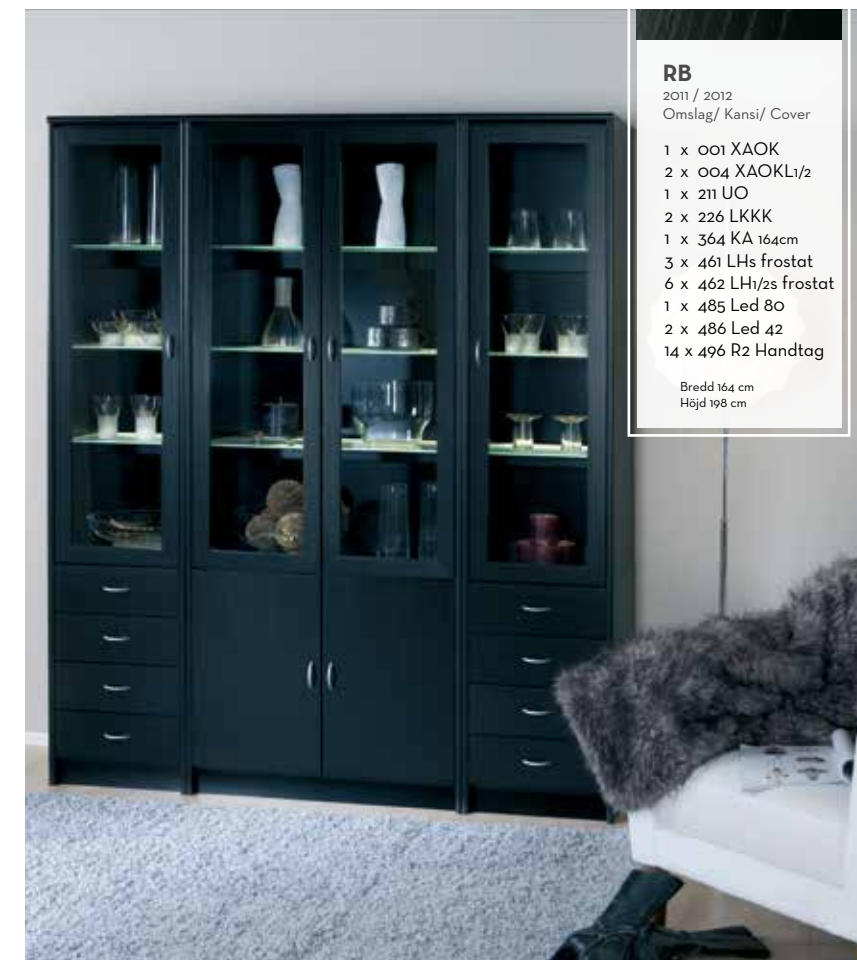 RB
2011 / 2012
Omslag/ Kansi/ Cover
1 x 001 XAOK
2 x 004 XAOKL1/2
1 x 211 UO
2 x 226 LKKK
1 x 364 KA 164cm
3 x 461 LHs frostat
6 x 462 LH1/2s frostat
1 x 485 Led 80
2 x 486 Led 42
14 x 496 R2 Handtag
Bredd 164 cm
Höjd 198 cm